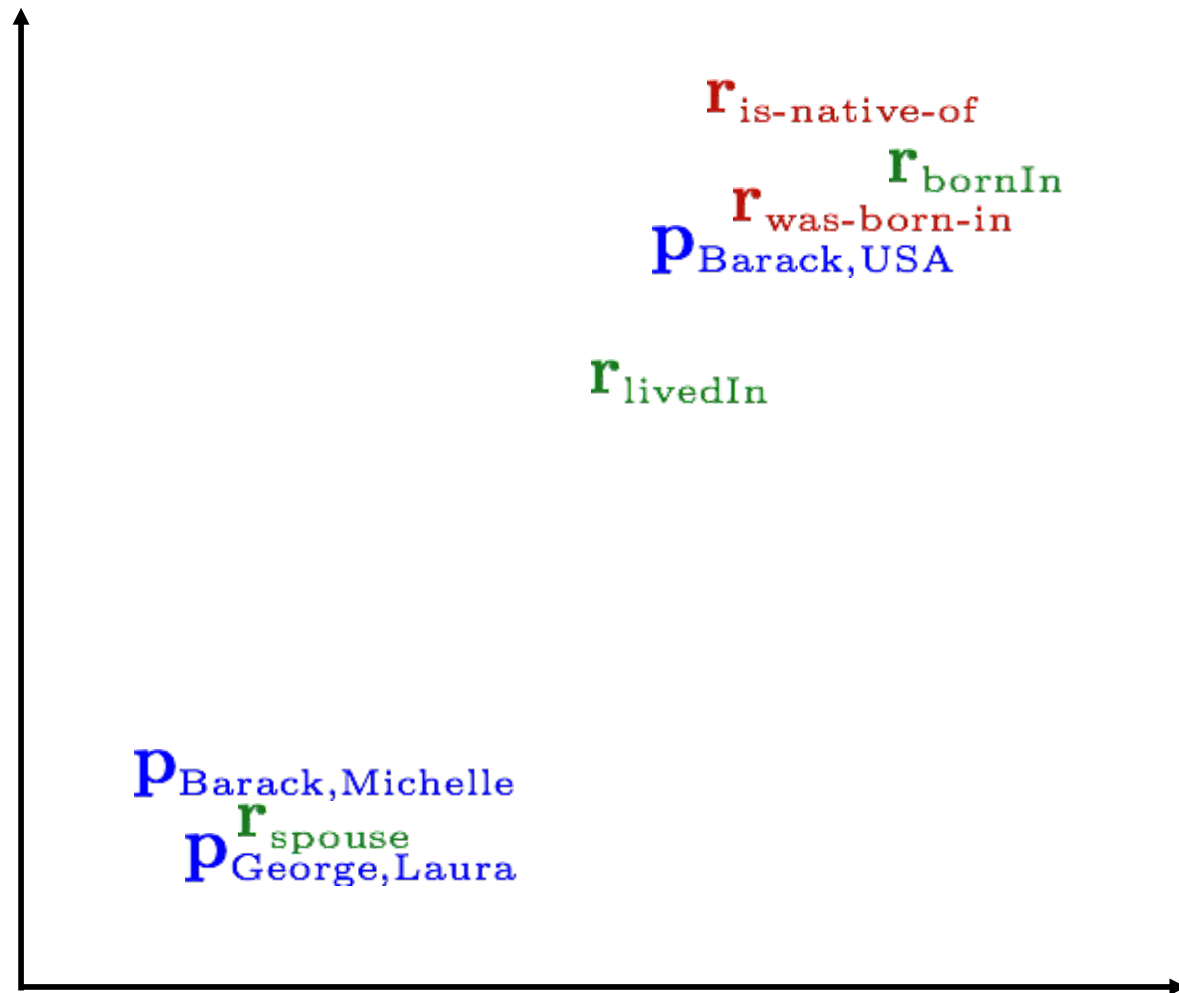 r is-native-of
r bornIn
r was-born-in
p Barack,USA
r livedIn
p Barack,Michelle
r spouse
p George,Laura